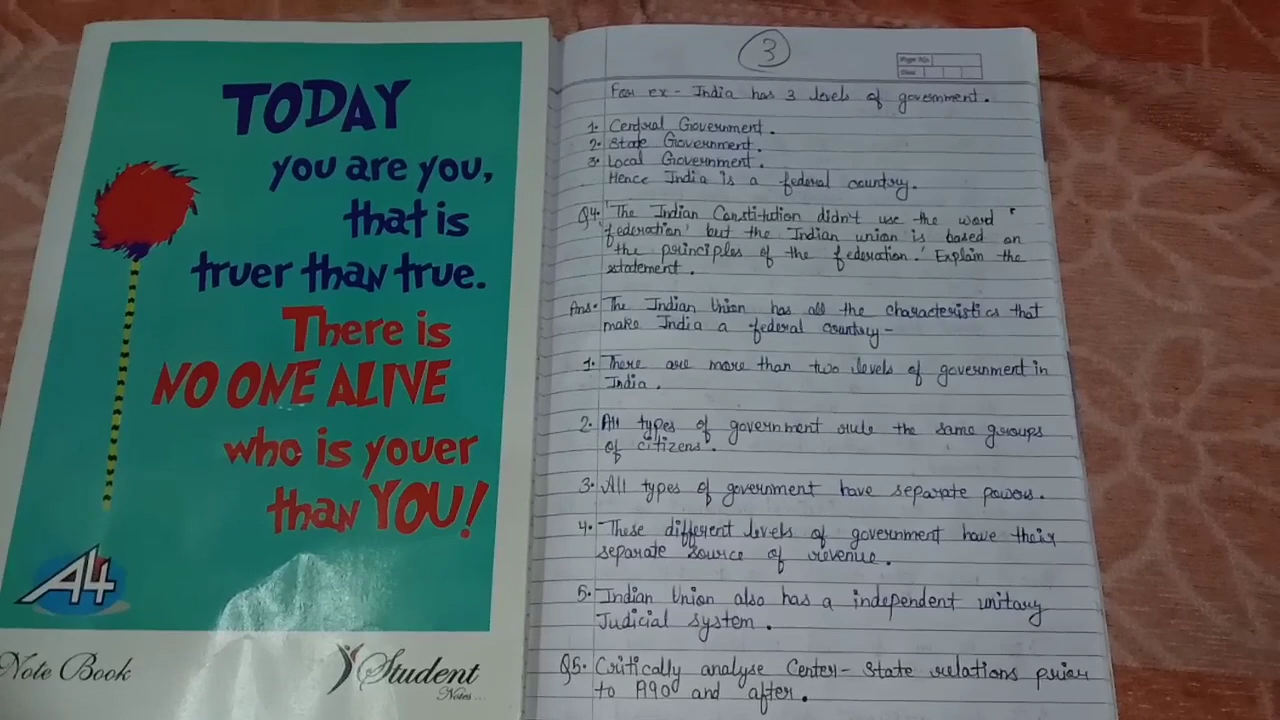 TODAY
you are you,
that is
truer than true.
There is
NO ONE ALIVE
who is youer
than YOU!
A4
Note Book
Student
Notes...
3
Page No.
Date
For ex - India has 3 levels of government.
1. Central Government.
2. State Government.
3. Local Government.
Hence India is a federal country.
Q4. 'The Indian Constitution didn't use the word '
'federation' but the Indian union is based on
the principles of the federation.' Explain the
statement.
Ans. The Indian Union has all the characteristics that
make India a federal country -
1. There are more than two levels of government in
India.
2. All types of government rule the same groups
of citizens.
3. All types of government have separate powers.
4. These different levels of government have their
separate source of revenue.
5. Indian Union also has a independent unitary
Judicial system.
Q5. Critically analyse Center - State relations prior
to 1990 and after.